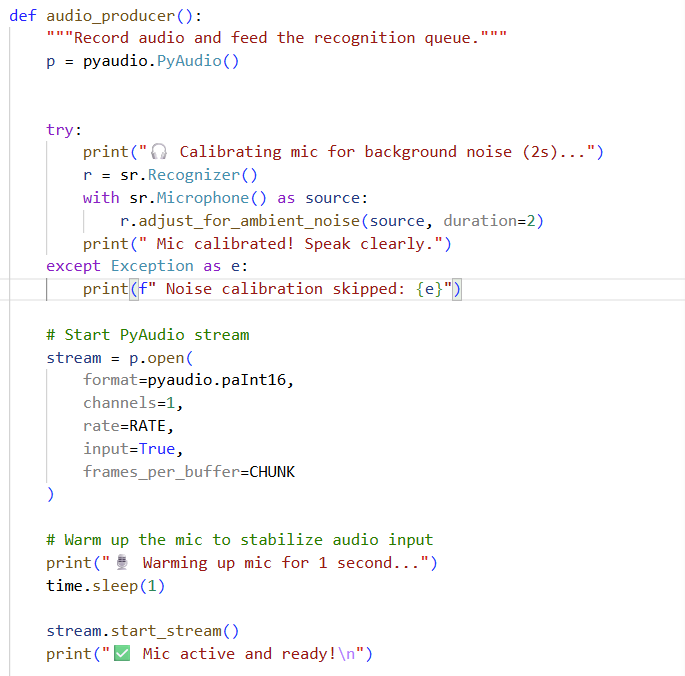 def audio_producer():
    """Record audio and feed the recognition queue."""
    p = pyaudio.PyAudio()
    try:
        print("🎧 Calibrating mic for background noise (2s)...")
        r = sr.Recognizer()
        with sr.Microphone() as source:
            r.adjust_for_ambient_noise(source, duration=2)
        print(" Mic calibrated! Speak clearly.")
    except Exception as e:
        print(f" Noise calibration skipped: {e}")
    # Start PyAudio stream
    stream = p.open(
        format=pyaudio.paInt16,
        channels=1,
        rate=RATE,
        input=True,
        frames_per_buffer=CHUNK
    )
    # Warm up the mic to stabilize audio input
    print("🎙️ Warming up mic for 1 second...")
    time.sleep(1)
    stream.start_stream()
    print("✅ Mic active and ready!\n")